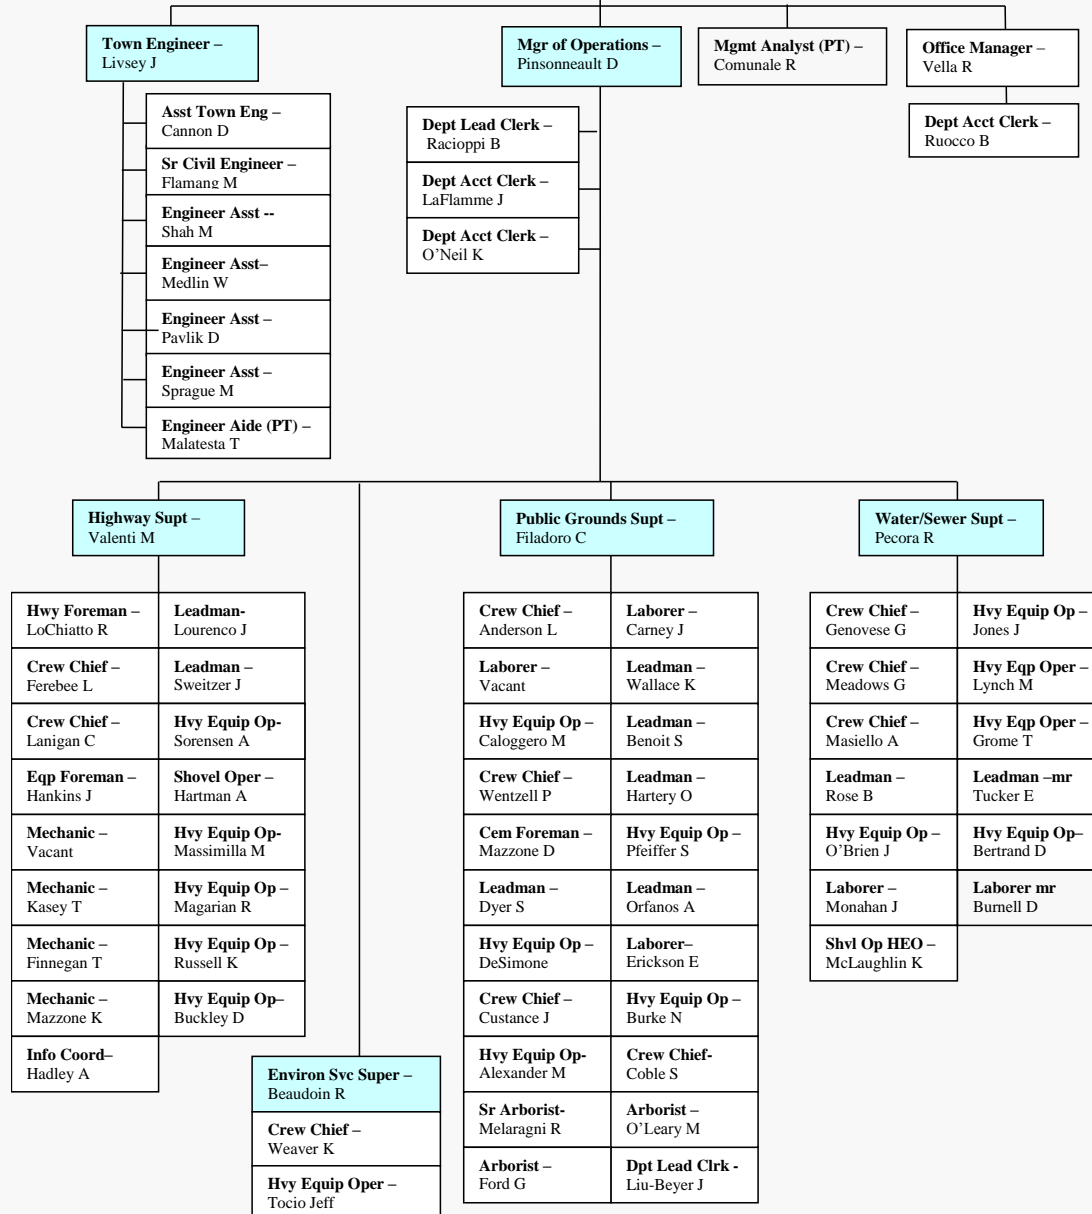 Town Engineer –
Livsey J
Mgr of Operations –
Pinsonneault D
Mgmt Analyst (PT) –
Comunale R
Office Manager –
Vella R
Asst Town Eng –
Cannon D
Sr Civil Engineer –
Flamang M
Engineer Asst --
Shah M
Engineer Asst–
Medlin W
Engineer Asst –
Pavlik D
Engineer Asst –
Sprague M
Engineer Aide (PT) –
Malatesta T
Dept Lead Clerk –
Racioppi B
Dept Acct Clerk –
LaFlamme J
Dept Acct Clerk –
O’Neil K
Dept Acct Clerk –
Ruocco B
Highway Supt –
Valenti M
Public Grounds Supt –
Filadoro C
Water/Sewer Supt –
Pecora R
Hwy Foreman –
LoChiatto R
Leadman-
Lourenco J
Crew Chief –
Ferebee L
Leadman –
Sweitzer J
Crew Chief –
Lanigan C
Hvy Equip Op-
Sorensen A
Eqp Foreman –
Hankins J
Shovel Oper –
Hartman A
Mechanic –
Vacant
Hvy Equip Op-
Massimilla M
Mechanic –
Kasey T
Hvy Equip Op –
Magarian R
Mechanic –
Finnegan T
Hvy Equip Op –
Russell K
Mechanic –
Mazzone K
Hvy Equip Op–
Buckley D
Info Coord–
Hadley A
Environ Svc Super –
Beaudoin R
Crew Chief –
Weaver K
Hvy Equip Oper –
Tocio Jeff
Crew Chief –
Anderson L
Laborer –
Carney J
Laborer –
Vacant
Leadman –
Wallace K
Hvy Equip Op –
Caloggero M
Leadman –
Benoit S
Crew Chief –
Wentzell P
Leadman –
Hartery O
Cem Foreman –
Mazzone D
Hvy Equip Op –
Pfeiffer S
Leadman –
Dyer S
Leadman –
Orfanos A
Hvy Equip Op –
DeSimone
Laborer–
Erickson E
Crew Chief –
Custance J
Hvy Equip Op –
Burke N
Hvy Equip Op-
Alexander M
Crew Chief-
Coble S
Sr Arborist-
Melaragni R
Arborist –
O’Leary M
Arborist –
Ford G
Dpt Lead Clrk -
Liu-Beyer J
Crew Chief –
Genovese G
Hvy Equip Op –
Jones J
Crew Chief –
Meadows G
Hvy Eqp Oper –
Lynch M
Crew Chief –
Masiello A
Hvy Eqp Oper –
Grome T
Leadman –
Rose B
Leadman –mr
Tucker E
Hvy Equip Op –
O’Brien J
Hvy Equip Op–
Bertrand D
Laborer –
Monahan J
Laborer mr
Burnell D
Shvl Op HEO –
McLaughlin K